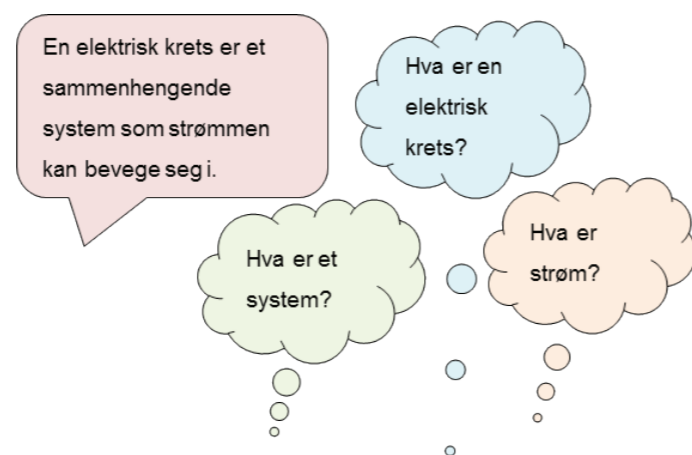 En elektrisk krets er et
sammenhengende
system som strømmen
kan bevege seg i.
Hva er en
elektrisk
krets?
Hva er et
system?
Hva er
strøm?